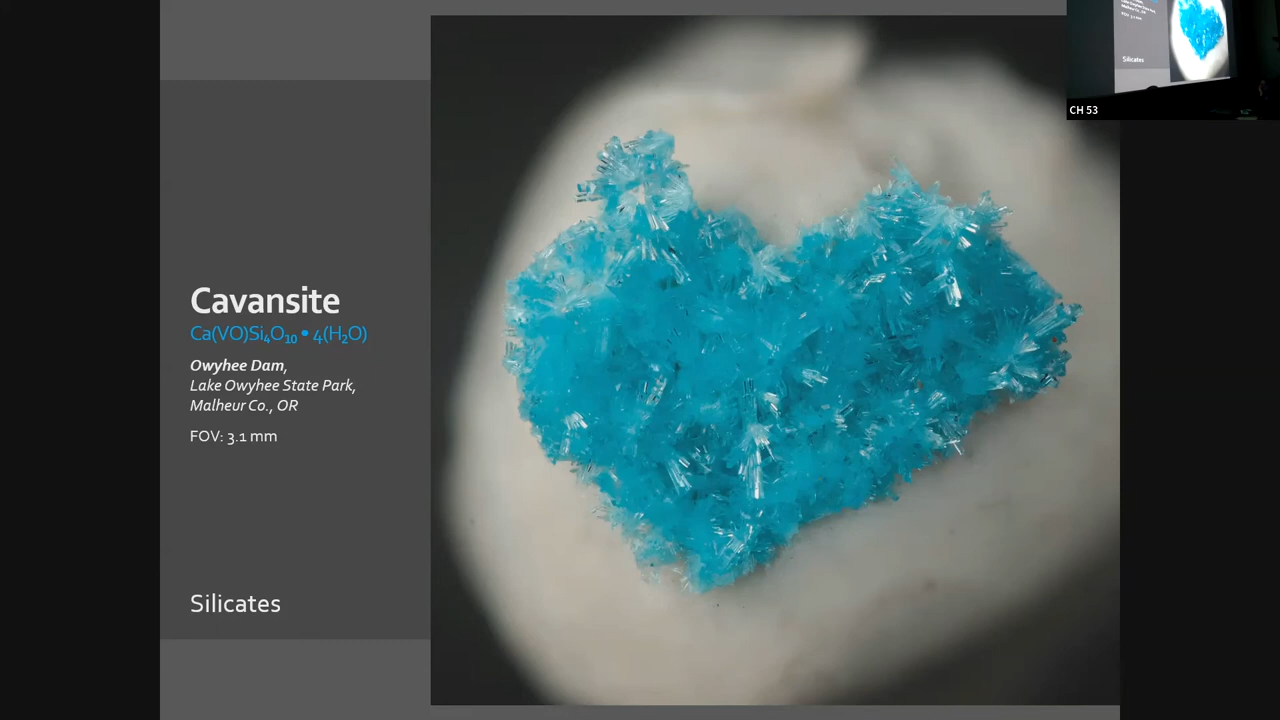 Cavansite
Ca(VO)Si₄O₁₀ • 4(H₂O)
Owyhee Dam,
Lake Owyhee State Park,
Malheur Co., OR
FOV: 3.1 mm
Silicates
Silicates
CH 53